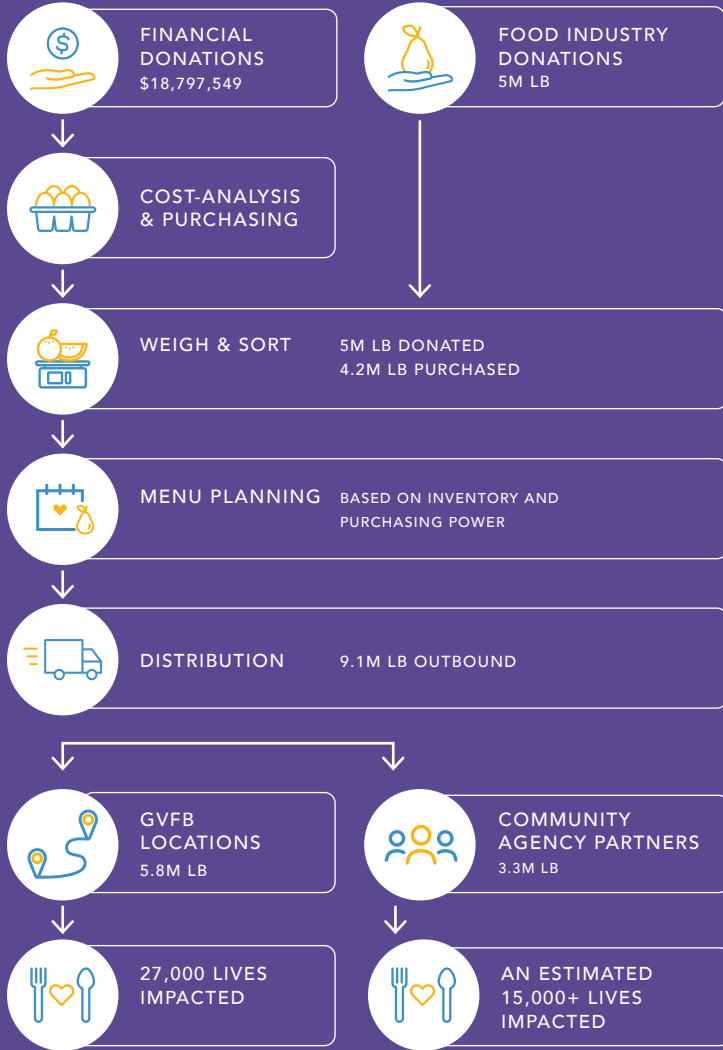 FINANCIAL
DONATIONS
$18,797,549
FOOD INDUSTRY
DONATIONS
5M LB
COST-ANALYSIS
& PURCHASING
WEIGH & SORT
5M LB DONATED
4.2M LB PURCHASED
MENU PLANNING
BASED ON INVENTORY AND
PURCHASING POWER
DISTRIBUTION
9.1M LB OUTBOUND
GVFB
LOCATIONS
5.8M LB
COMMUNITY
AGENCY PARTNERS
3.3M LB
27,000 LIVES
IMPACTED
AN ESTIMATED
15,000+ LIVES
IMPACTED